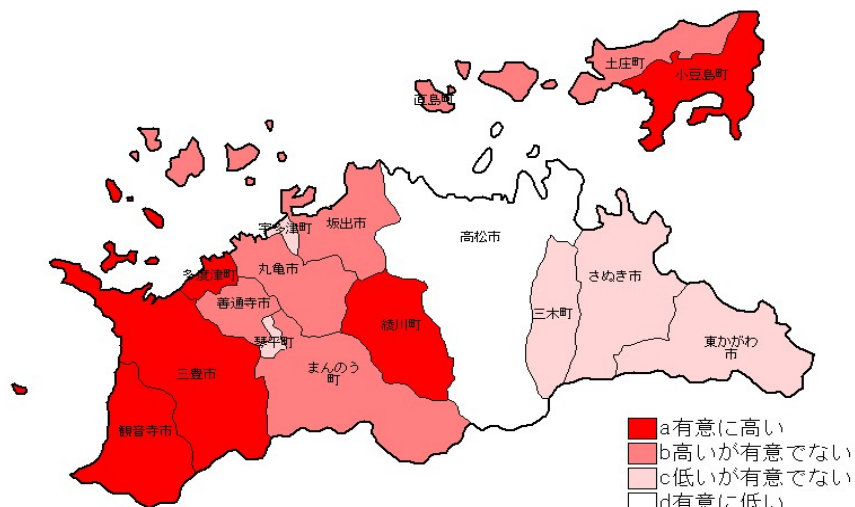 土庄町
小豆島町
直島町
宇多津町
坂出市
高松市
多度津町
丸亀市
さぬき市
善通寺市
綾川町
三木町
琴平町
東かがわ
市
三豊市
まんのう
町
観音寺市
a有意に高い
b高いが有意でない
c低いが有意でない
d有意に低い